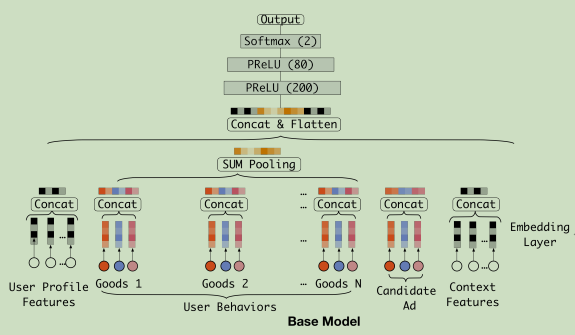 Output
Softmax (2)
PReLU (80)
PReLU (200)
Concat & Flatten
SUM Pooling
... ...
Concat Concat Concat ... Concat Concat Concat
... ... ... Embedding
Layer
... ...
Goods 1 Goods 2 ... Goods N
User Profile
Features
User Behaviors
Candidate
Ad
Context
Features
Base Model